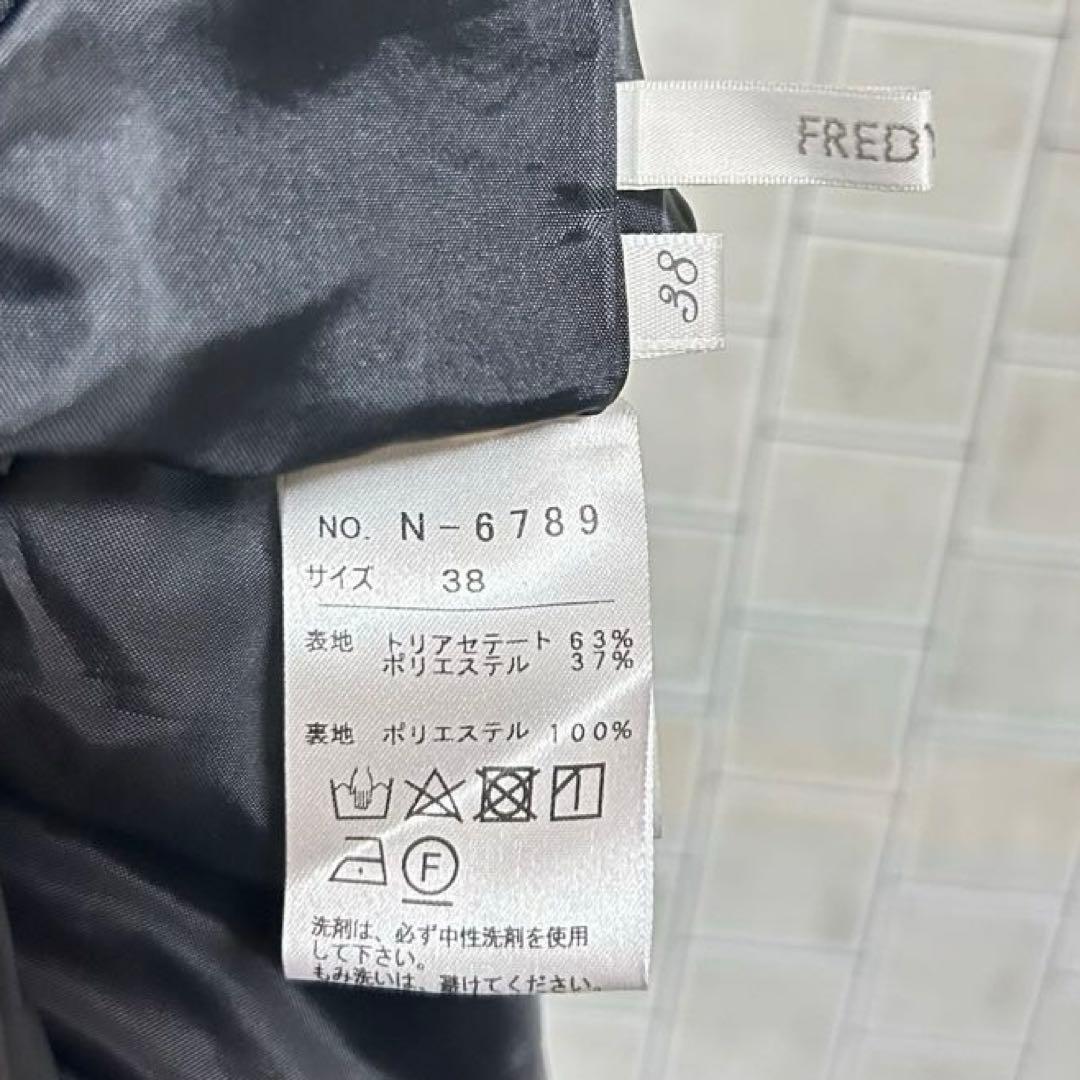 FRED
38
NO. N-6789
サイズ 38
表地 トリアセテート 63%
ポリエステル 37%
裏地 ポリエステル 100%
F
洗剤は、必ず中性洗剤を使用
して下さい。
もみ洗いは、避けてください。